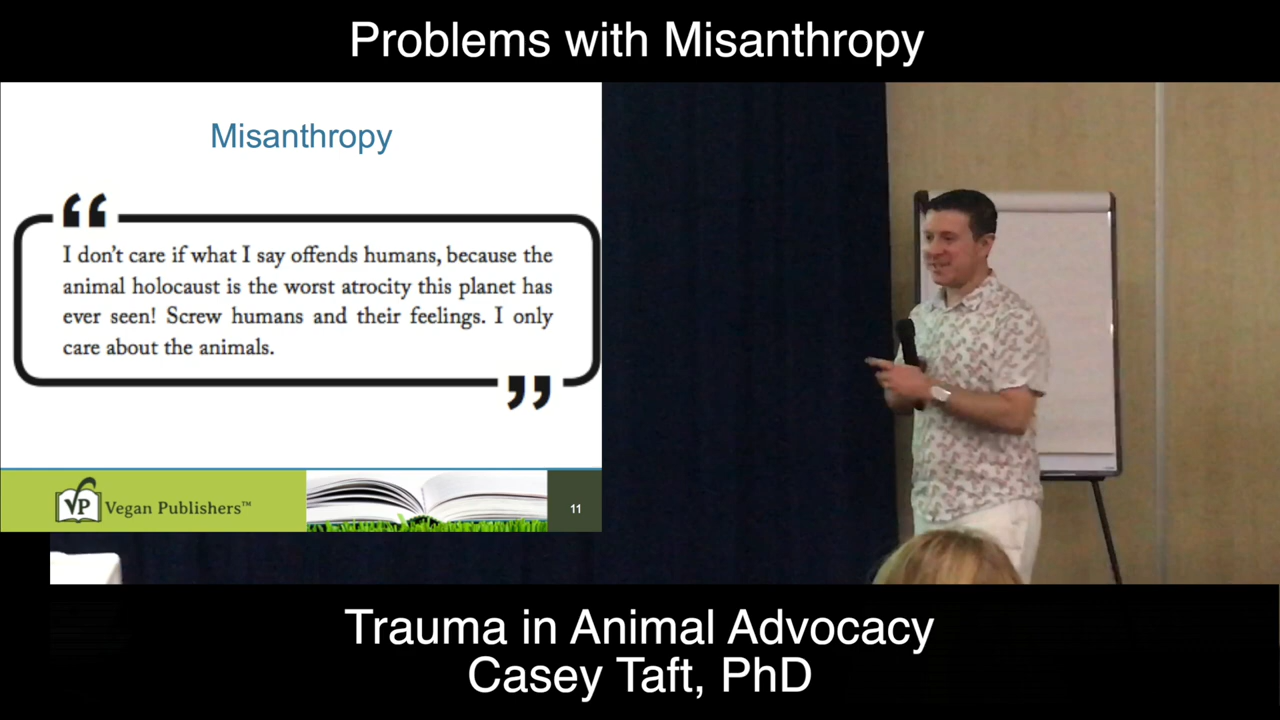 Problems with Misanthropy
Misanthropy
“
I don’t care if what I say offends humans, because the
animal holocaust is the worst atrocity this planet has
ever seen! Screw humans and their feelings. I only
care about the animals.
”
VP Vegan Publishers™
11
Trauma in Animal Advocacy
Casey Taft, PhD